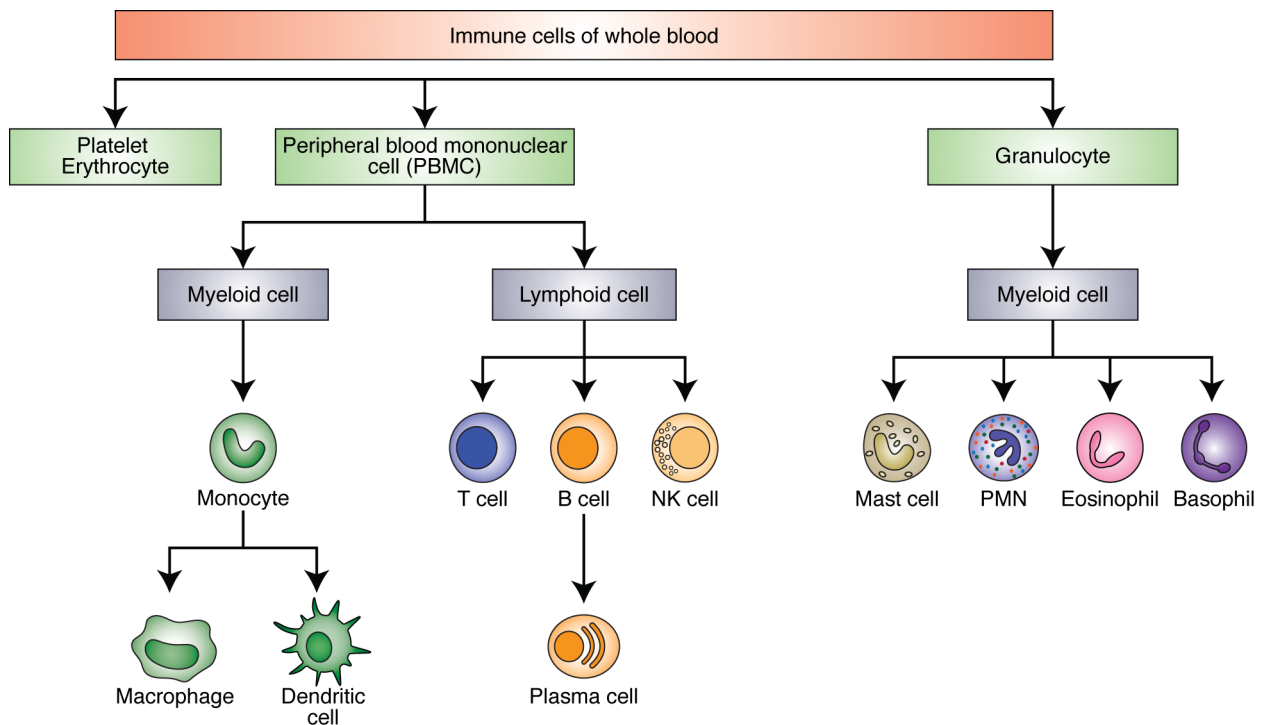 Immune cells of whole blood
Platelet
Erythrocyte
Peripheral blood mononuclear
cell (PBMC)
Granulocyte
Myeloid cell
Lymphoid cell
Myeloid cell
Monocyte
T cell
B cell
NK cell
Mast cell
PMN
Eosinophil
Basophil
Macrophage
Dendritic
cell
Plasma cell